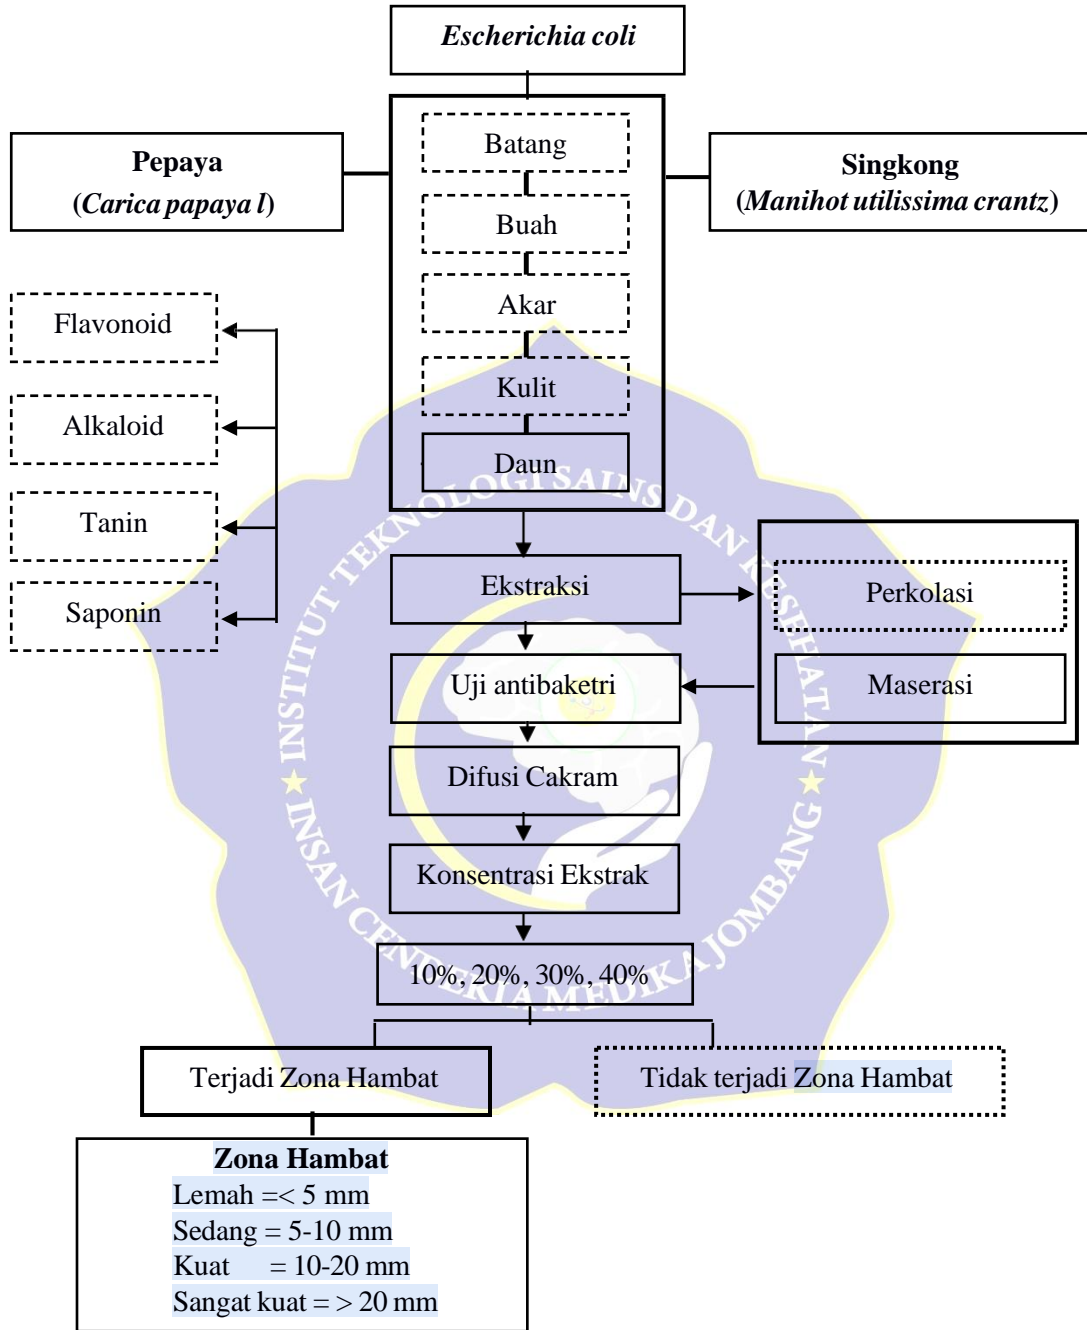 Escherichia coli
Pepaya
(Carica papaya l)
Batang
Buah
Akar
Kulit
Daun
Singkong
(Manihot utilissima crantz)
Flavonoid
Alkaloid
Tanin
Saponin
Ekstraksi
Perkolasi
Maserasi
Uji antibaketri
Difusi Cakram
Konsentrasi Ekstrak
10%, 20%, 30%, 40%
Terjadi Zona Hambat
Tidak terjadi Zona Hambat
Zona Hambat
Lemah =< 5 mm
Sedang = 5-10 mm
Kuat = 10-20 mm
Sangat kuat = > 20 mm
INSTITUT TEKNOLOGI SAINS DAN KESEHATAN
INSAN CENDEKIA MEDIKA JOMBANG